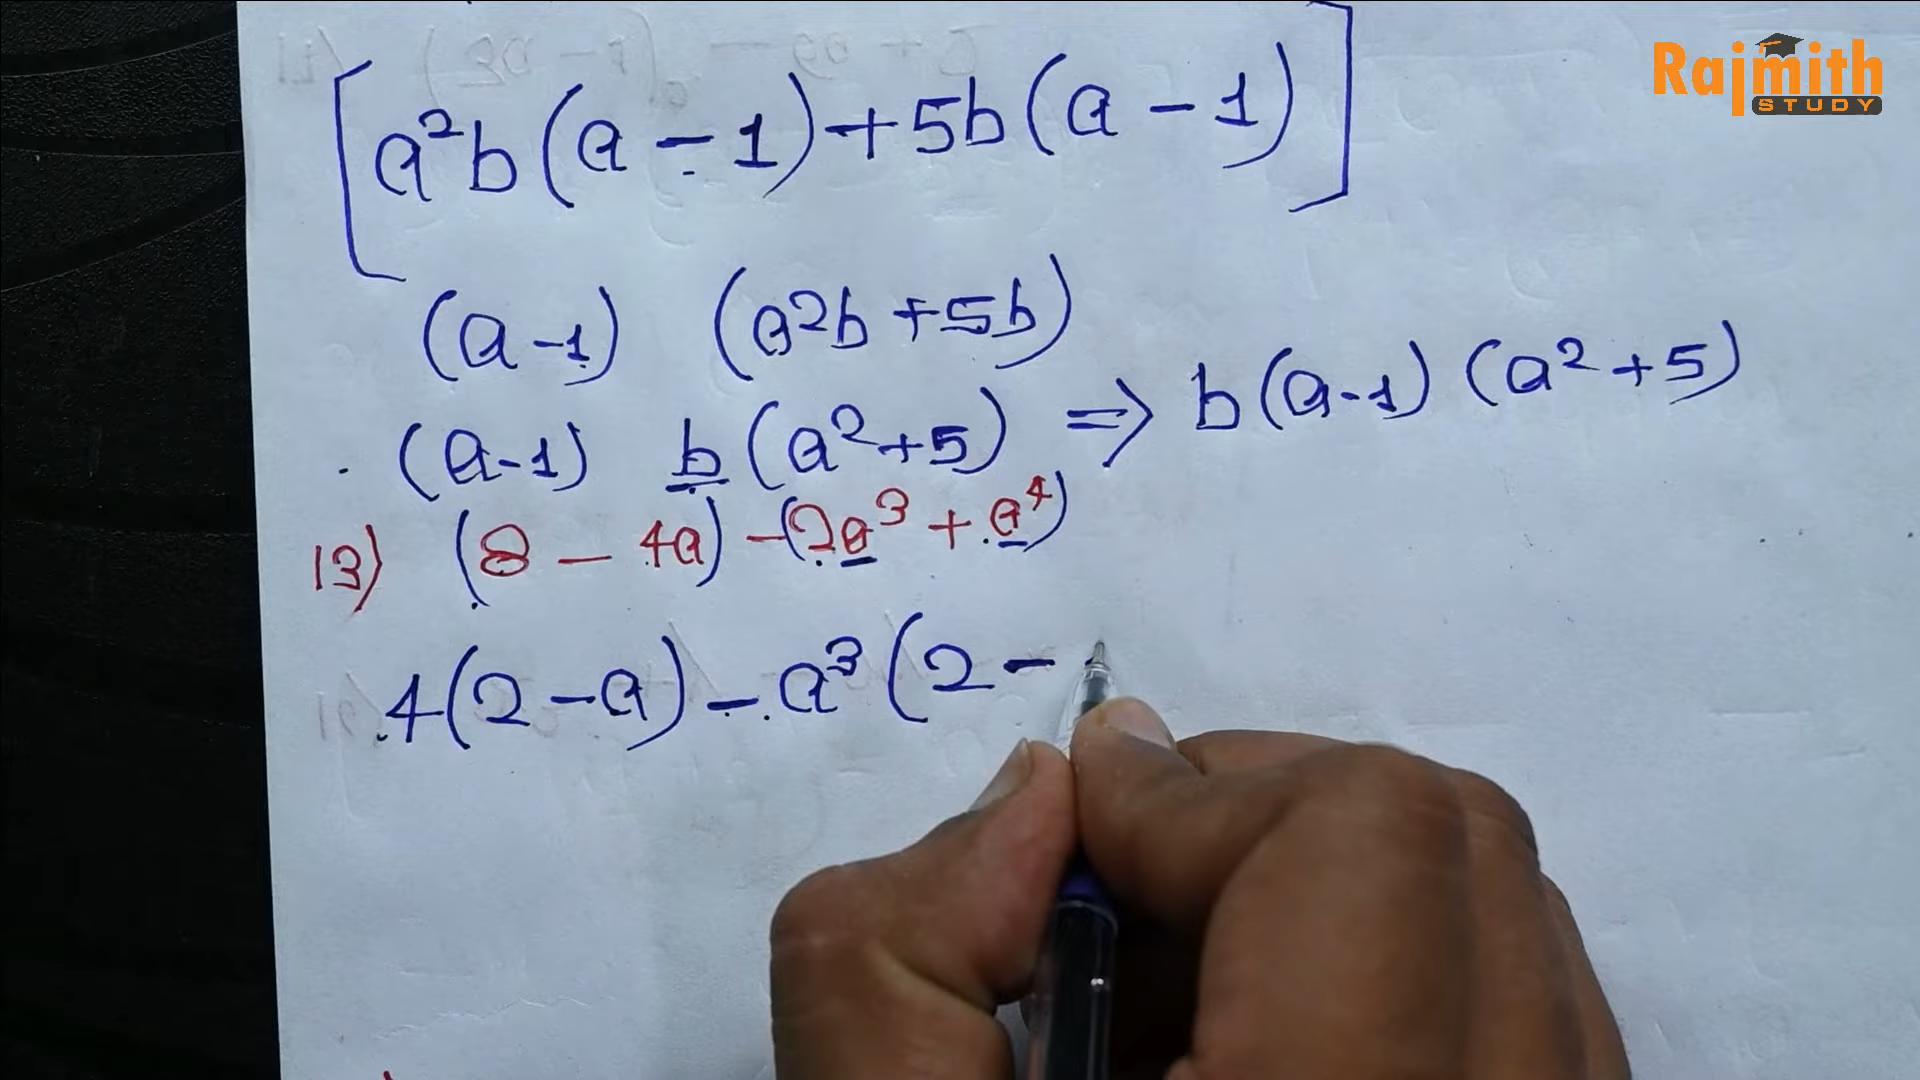 Rajmith
STUDY
[a²b(a - 1) + 5b(a - 1)]
(a - 1) (a²b + 5b)
(a - 1) b(a² + 5) ⇒ b(a - 1) (a² + 5)
13) (8 - 4a) - (2a³ + a⁴)
4(2 - a) - a³(2 -